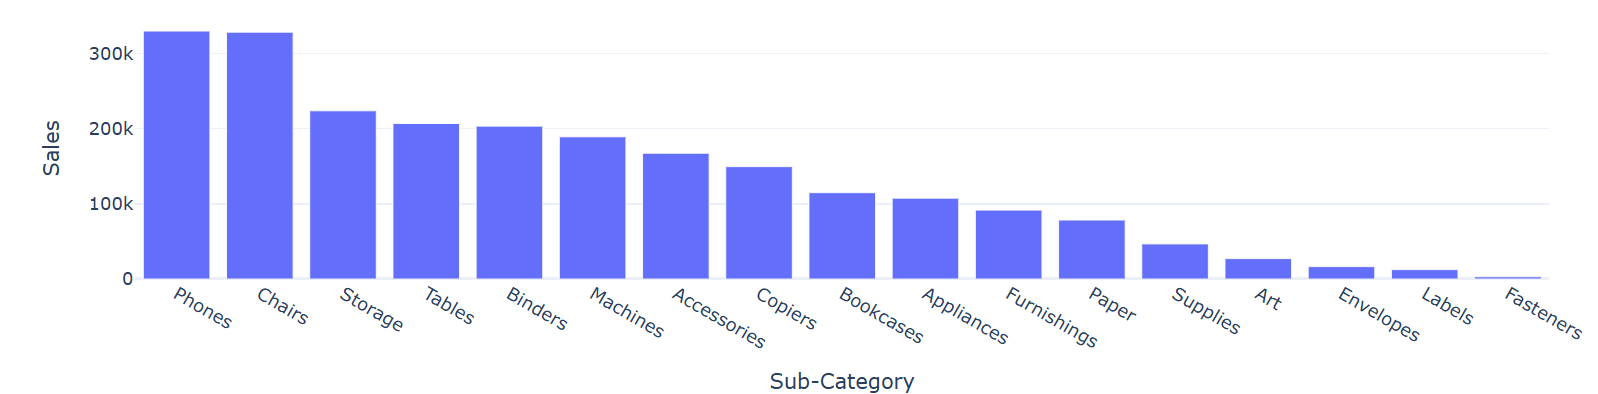 Sales
300k
200k
100k
0
Phones
Chairs
Storage
Tables
Binders
Machines
Accessories
Copiers
Bookcases
Appliances
Furnishings
Paper
Supplies
Art
Envelopes
Labels
Fasteners
Sub-Category